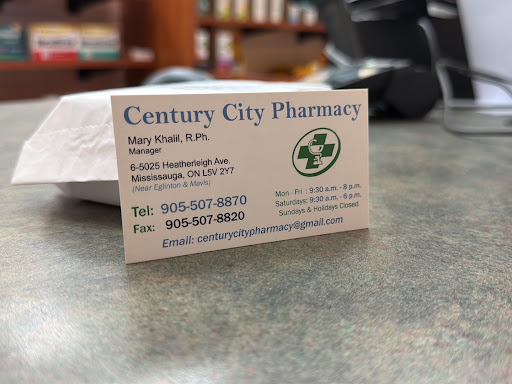 Century City Pharmacy
Mary Khalil, R.Ph.
Manager
6-5025 Heatherleigh Ave.
Mississauga, ON L5V 2Y7
(Near Eglinton & Mavis)
Tel: 905-507-8870
Fax: 905-507-8820
Mon - Fri : 9:30 a.m. - 8 p.m.
Saturdays: 9:30 a.m. - 6 p.m.
Sundays & Holidays Closed
Email: centurycitypharmacy@gmail.com